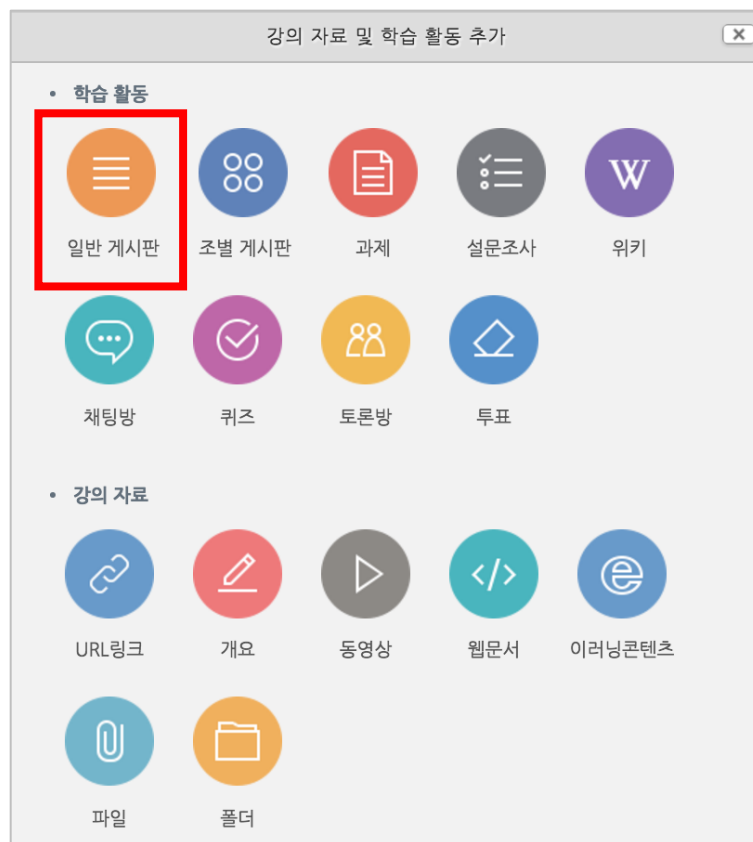 강의 자료 및 학습 활동 추가
• 학습 활동
일반 게시판 조별 게시판 과제 설문조사 위키
채팅방 퀴즈 토론방 투표
• 강의 자료
URL링크 개요 동영상 웹문서 이러닝콘텐츠
파일 폴더